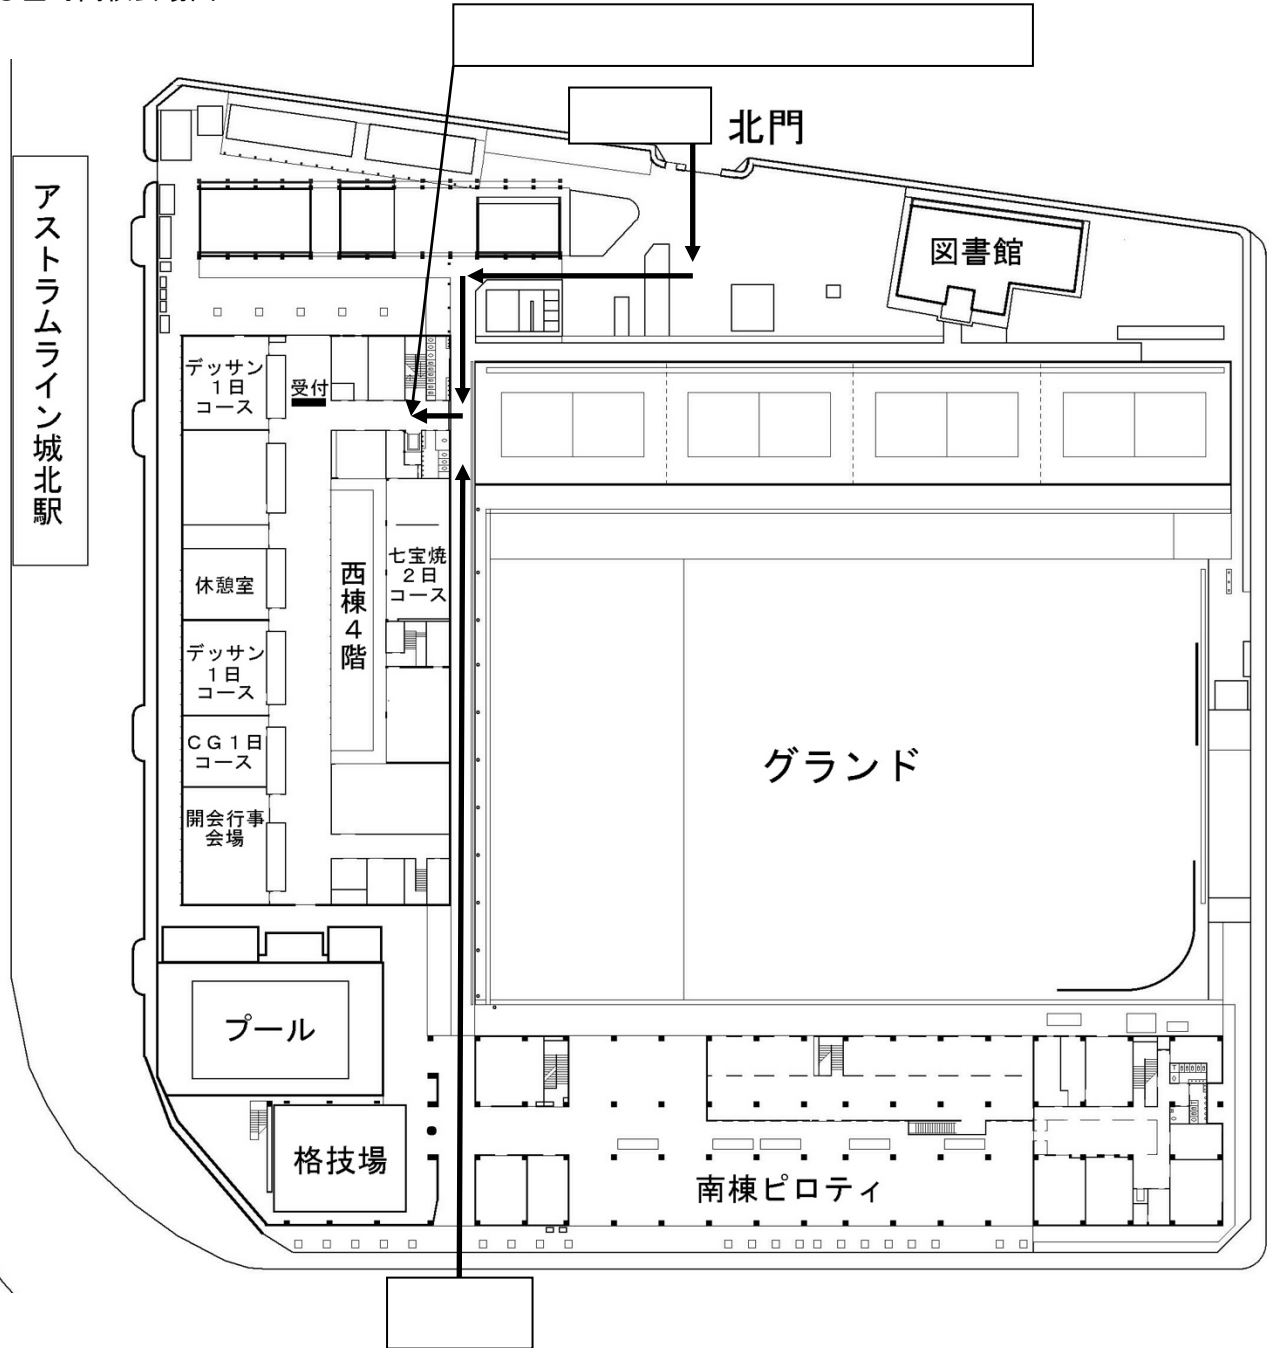 北門
アストラムライン城北駅
図書館
デッサン
１日
コース
受付
七宝焼
２日
コース
西棟４階
休憩室
デッサン
１日
コース
ＣＧ１日
コース
開会行事
会場
グランド
プール
格技場
南棟ピロティ